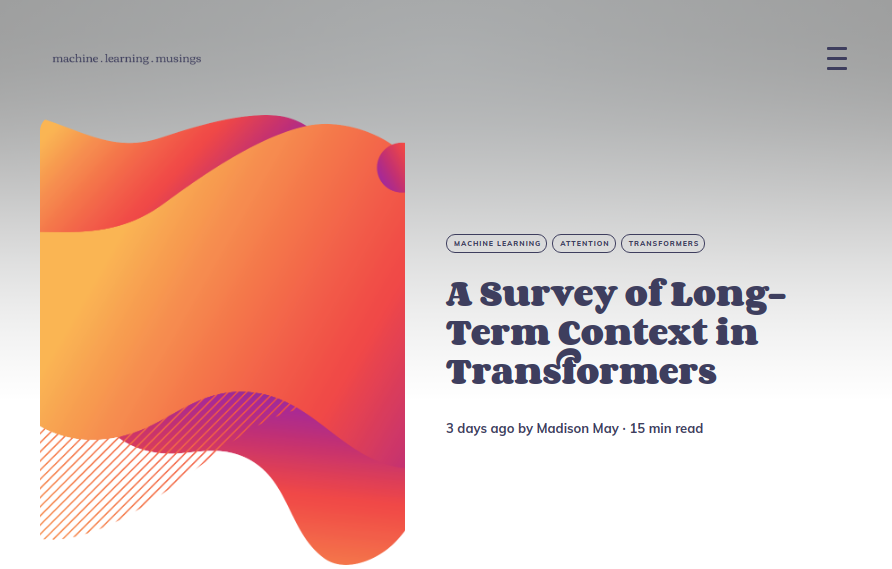 machine . learning . musings
MACHINE LEARNING ATTENTION TRANSFORMERS
A Survey of Long-
Term Context in
Transformers
3 days ago by Madison May · 15 min read